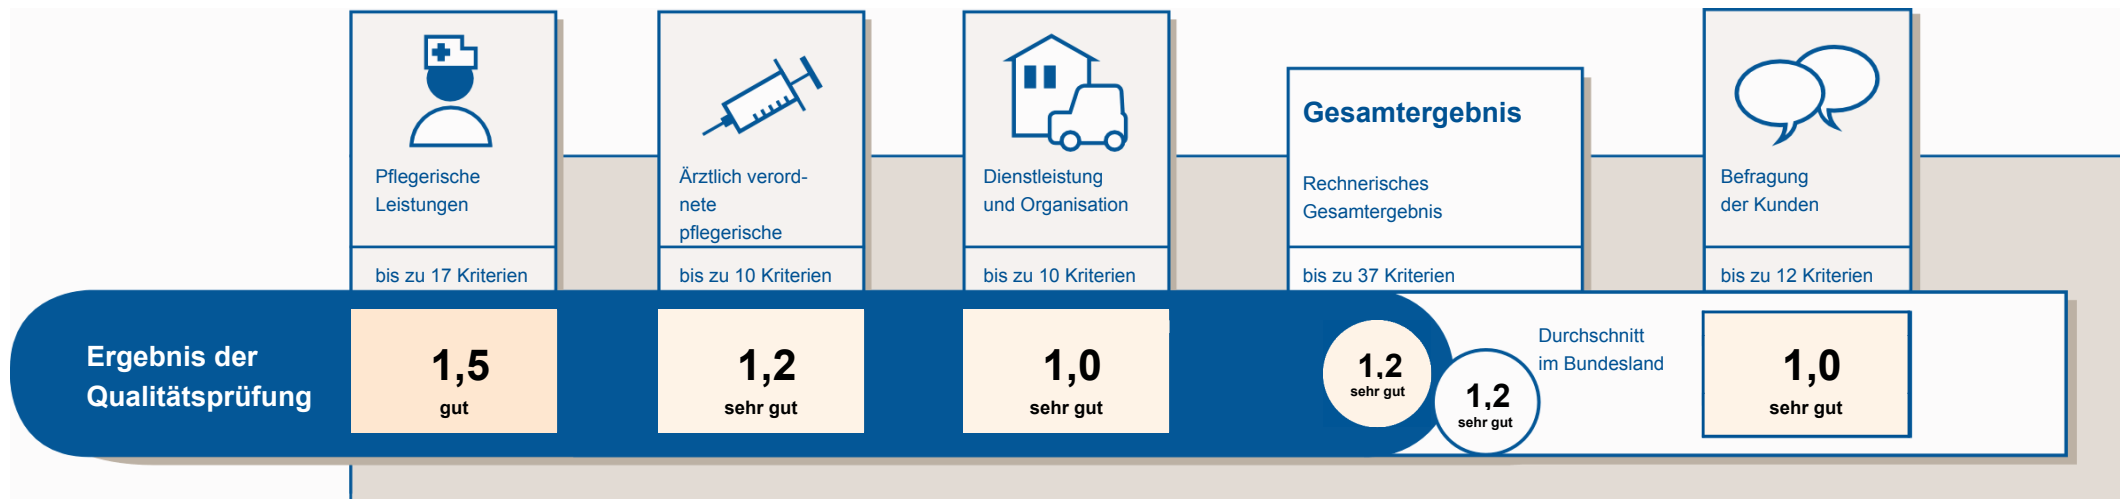 Pflegerische
Leistungen
bis zu 17 Kriterien
Ärztlich verord-
nete
pflegerische
bis zu 10 Kriterien
Dienstleistung
und Organisation
bis zu 10 Kriterien
Gesamtergebnis
Rechnerisches
Gesamtergebnis
bis zu 37 Kriterien
Befragung
der Kunden
bis zu 12 Kriterien
Ergebnis der
Qualitätsprüfung
1,5
gut
1,2
sehr gut
1,0
sehr gut
1,2
sehr gut
1,2
sehr gut
Durchschnitt
im Bundesland
1,0
sehr gut